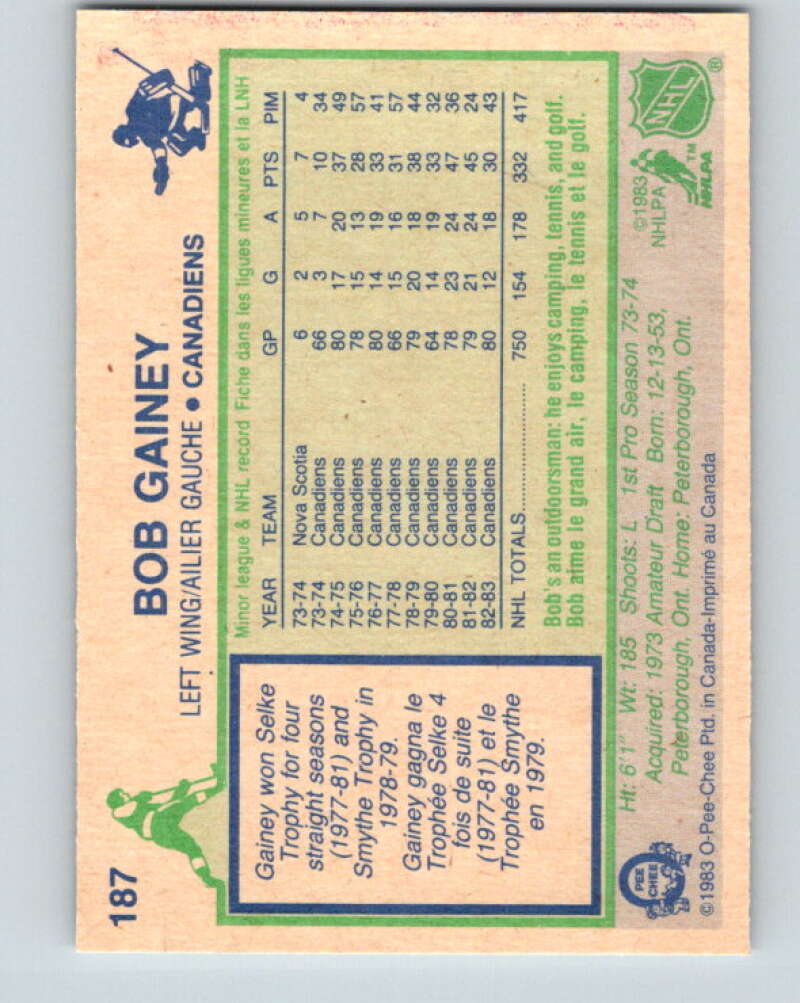 187
BOB GAINEY
LEFT WING/AILIER GAUCHE • CANADIENS
Gainey won Selke
Trophy for four
straight seasons
(1977-81) and
Smythe Trophy in
1978-79.
Gainey gagna le
Trophée Selke 4
fois de suite
(1977-81) et le
Trophée Smythe
en 1979.
Minor league & NHL record Fiche dans les ligues mineures et la LNH
YEAR TEAM GP G A PTS PIM
73-74 Nova Scotia 6 2 5 7 4
73-74 Canadiens 66 3 7 10 34
74-75 Canadiens 80 17 20 37 49
75-76 Canadiens 78 15 13 28 57
76-77 Canadiens 80 14 19 33 41
77-78 Canadiens 66 15 16 31 57
78-79 Canadiens 79 20 18 38 44
79-80 Canadiens 64 14 19 33 32
80-81 Canadiens 78 23 24 47 36
81-82 Canadiens 79 21 24 45 24
82-83 Canadiens 80 12 18 30 43
NHL TOTALS.................... 750 154 178 332 417
Bob's an outdoorsman: he enjoys camping, tennis, and golf.
Bob aime le grand air, le camping, le tennis et le golf.
Ht: 6'1" Wt: 185 Shoots: L 1st Pro Season 73-74
Acquired: 1973 Amateur Draft Born: 12-13-53,
Peterborough, Ont. Home: Peterborough, Ont.
©1983 O-Pee-Chee Ptd. in Canada-Imprimé au Canada
O PEE CHEE
©1983
NHLPA
NHLPA
TM
NHL
®